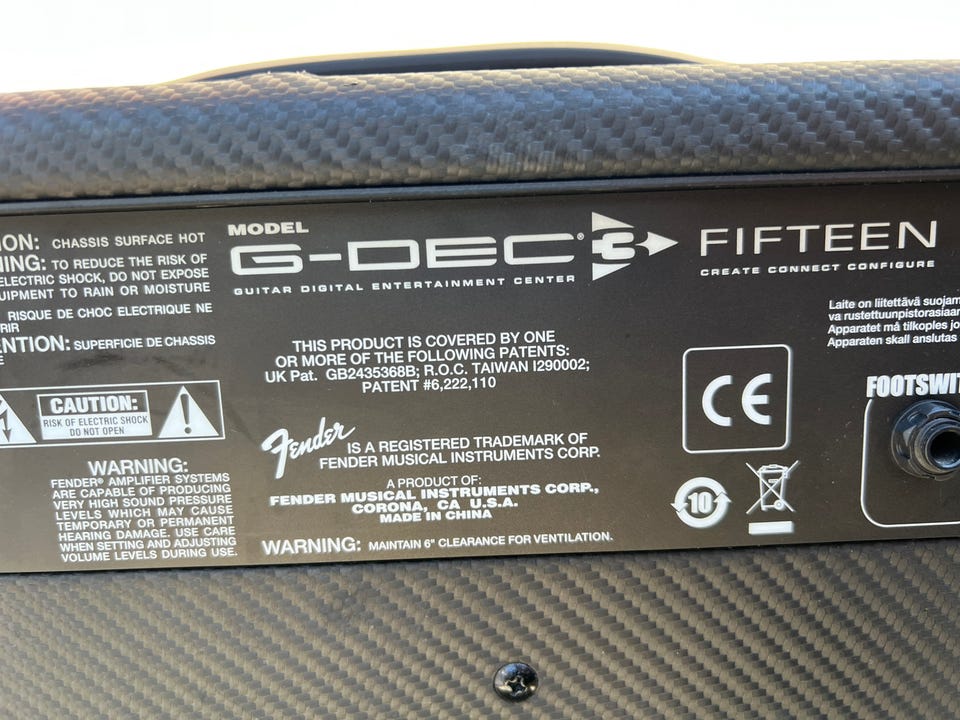 ION: CHASSIS SURFACE HOT
NING: TO REDUCE THE RISK OF
ELECTRIC SHOCK, DO NOT EXPOSE
UIPMENT TO RAIN OR MOISTURE
RISQUE DE CHOC ELECTRIQUE NE
RIR
ENTION: SUPERFICIE DE CHASSIS
E
CAUTION:
RISK OF ELECTRIC SHOCK
DO NOT OPEN
WARNING:
FENDER® AMPLIFIER SYSTEMS
ARE CAPABLE OF PRODUCING
VERY HIGH SOUND PRESSURE
LEVELS WHICH MAY CAUSE
TEMPORARY OR PERMANENT
HEARING DAMAGE. USE CARE
WHEN SETTING AND ADJUSTING
VOLUME LEVELS DURING USE.
MODEL
G-DEC® 3 FIFTEEN
GUITAR DIGITAL ENTERTAINMENT CENTER
CREATE CONNECT CONFIGURE
THIS PRODUCT IS COVERED BY ONE
OR MORE OF THE FOLLOWING PATENTS:
UK Pat. GB2435368B; R.O.C. TAIWAN I290002;
PATENT #6,222,110
Fender IS A REGISTERED TRADEMARK OF
FENDER MUSICAL INSTRUMENTS CORP.
A PRODUCT OF:
FENDER MUSICAL INSTRUMENTS CORP.,
CORONA, CA U.S.A.
MADE IN CHINA
WARNING: MAINTAIN 6" CLEARANCE FOR VENTILATION.
CE
10
Laite on liitettävä suojam
va rustettuunpistorasiaan
Apparatet må tilkoples jo
Apparaten skall anslutas
FOOTSWIT